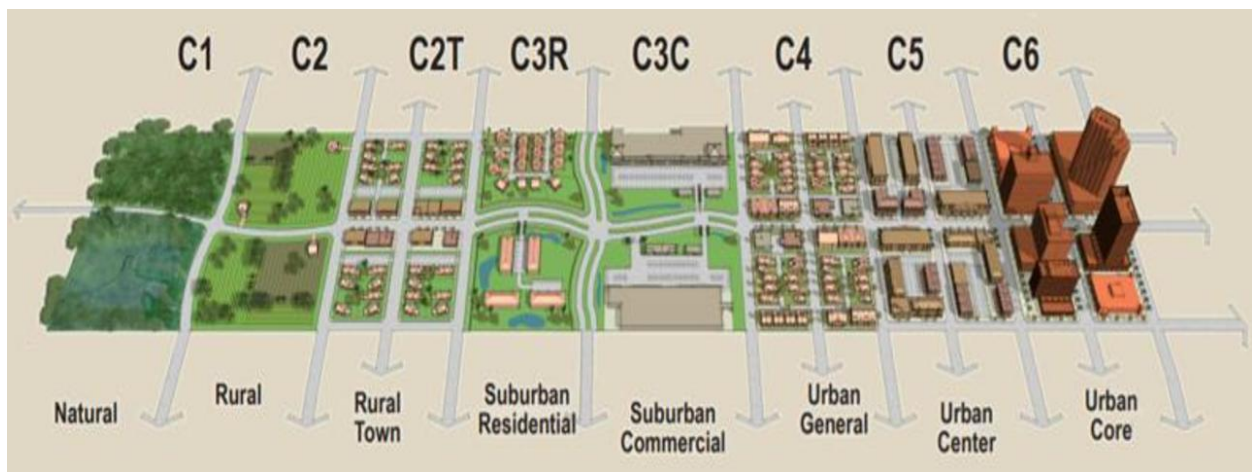 C1 C2 C2T C3R C3C C4 C5 C6
Natural
Rural
Rural
Town
Suburban
Residential
Suburban
Commercial
Urban
General
Urban
Center
Urban
Core